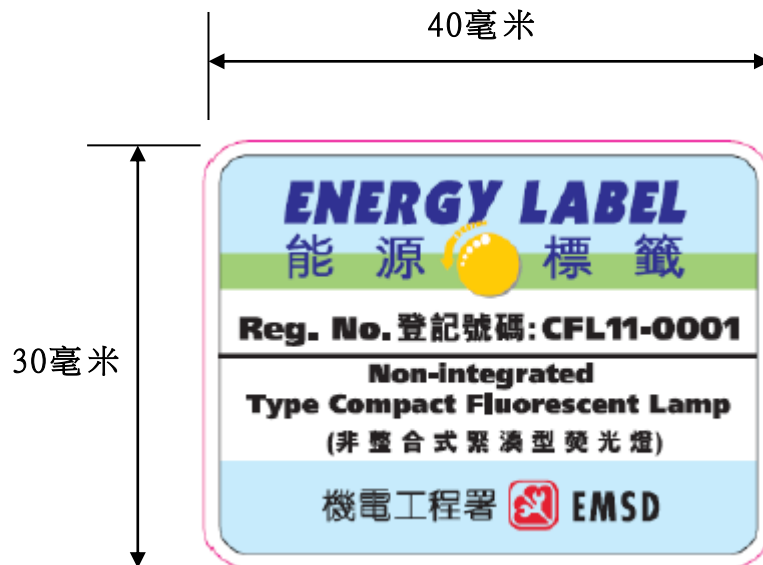 40毫米
30毫米
ENERGY LABEL
能源標籤
Reg. No.登記號碼:CFL11-0001
Non-integrated
Type Compact Fluorescent Lamp
(非整合式緊湊型熒光燈)
機電工程署 EMSD